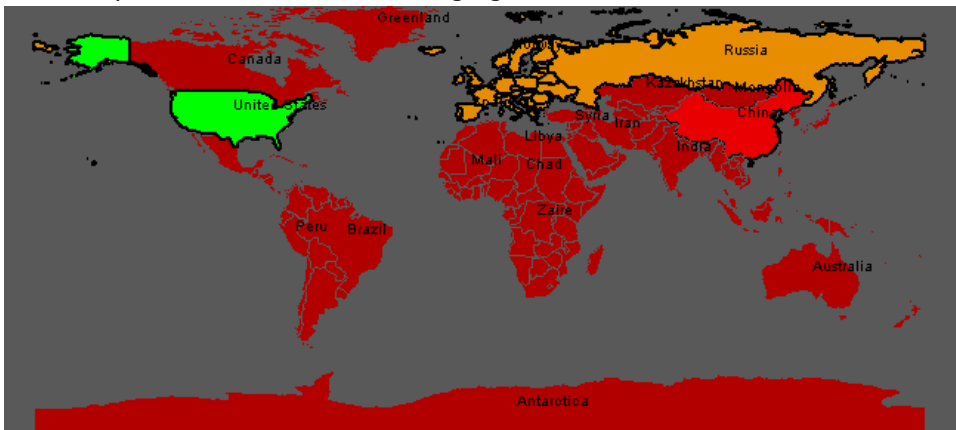 Greenland
Canada
Russia
Kazakhstan
Mongolia
United States
China
Syria
Iran
Libya
India
Mali
Chad
Zaire
Peru
Brazil
Australia
Antarctica